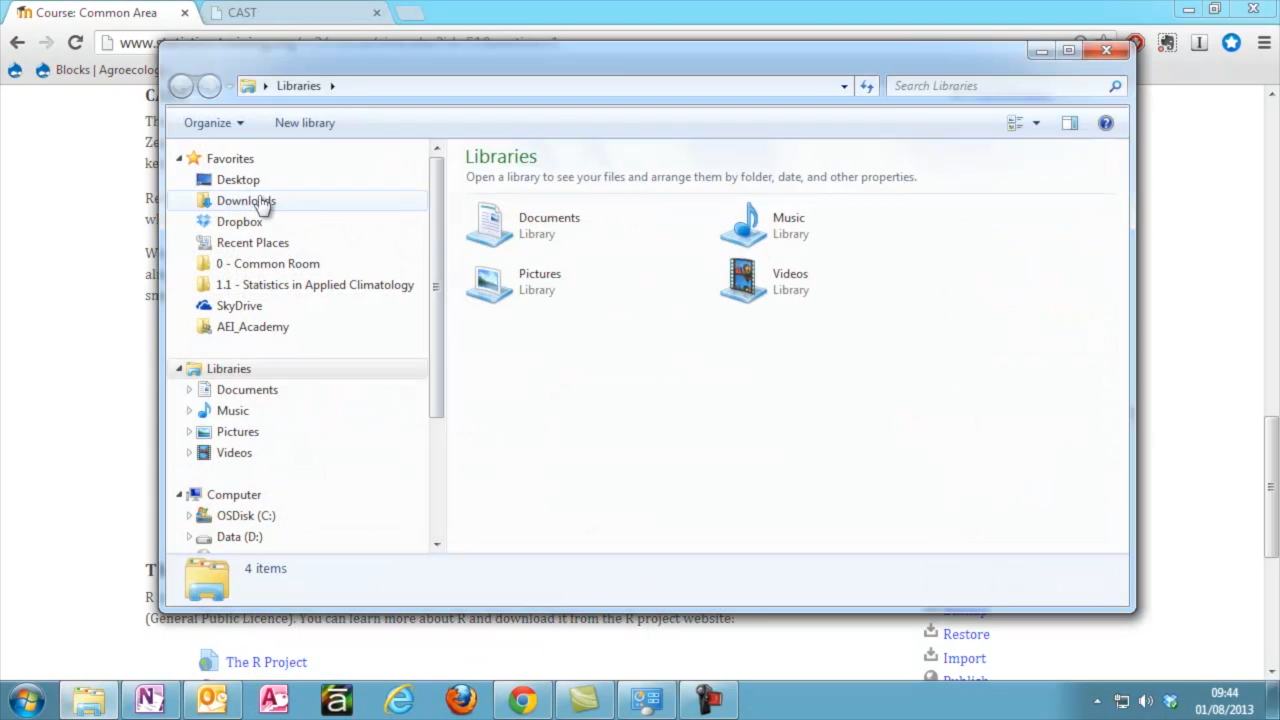 Course: Common Area
CAST
Blocks | Agroecolog
Libraries
Search Libraries
Organize
New library
Favorites
Desktop
Downloads
Dropbox
Recent Places
0 - Common Room
1.1 - Statistics in Applied Climatology
SkyDrive
AEI_Academy
Libraries
Documents
Music
Pictures
Videos
Computer
OSDisk (C:)
Data (D:)
Libraries
Open a library to see your files and arrange them by folder, date, and other properties.
Documents
Library
Music
Library
Pictures
Library
Videos
Library
4 items
(General Public Licence). You can learn more about R and download it from the R project website:
The R Project
Restore
Import
09:44
01/08/2013